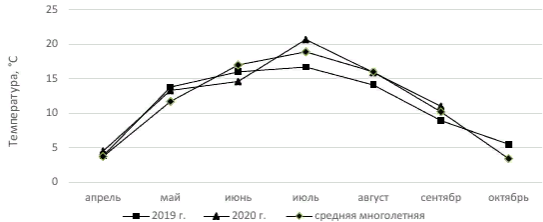 25
20
15
10
5
0
Температура, °С
апрель май июнь июль август сентябр октябрь
2019 г. 2020 г. средняя многолетняя